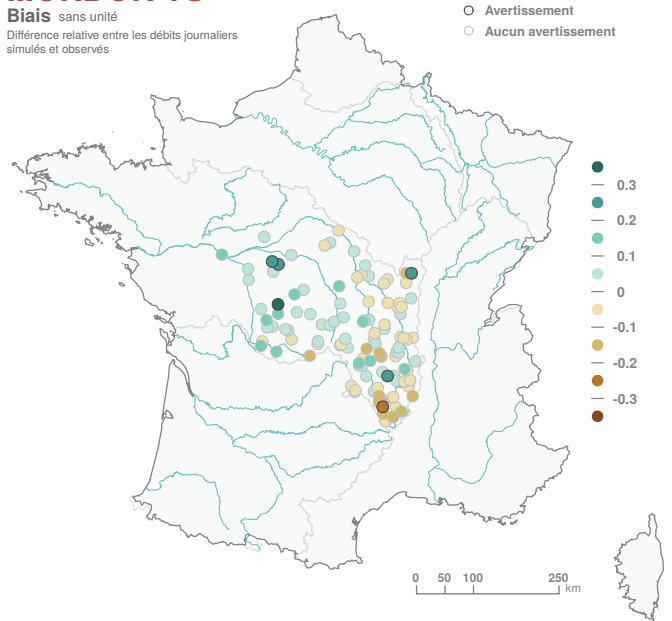 Biais sans unité
Différence relative entre les débits journaliers
simulés et observés
Avertissement
Aucun avertissement
0.3
0.2
0.1
0
-0.1
-0.2
-0.3
0 50 100 250
km